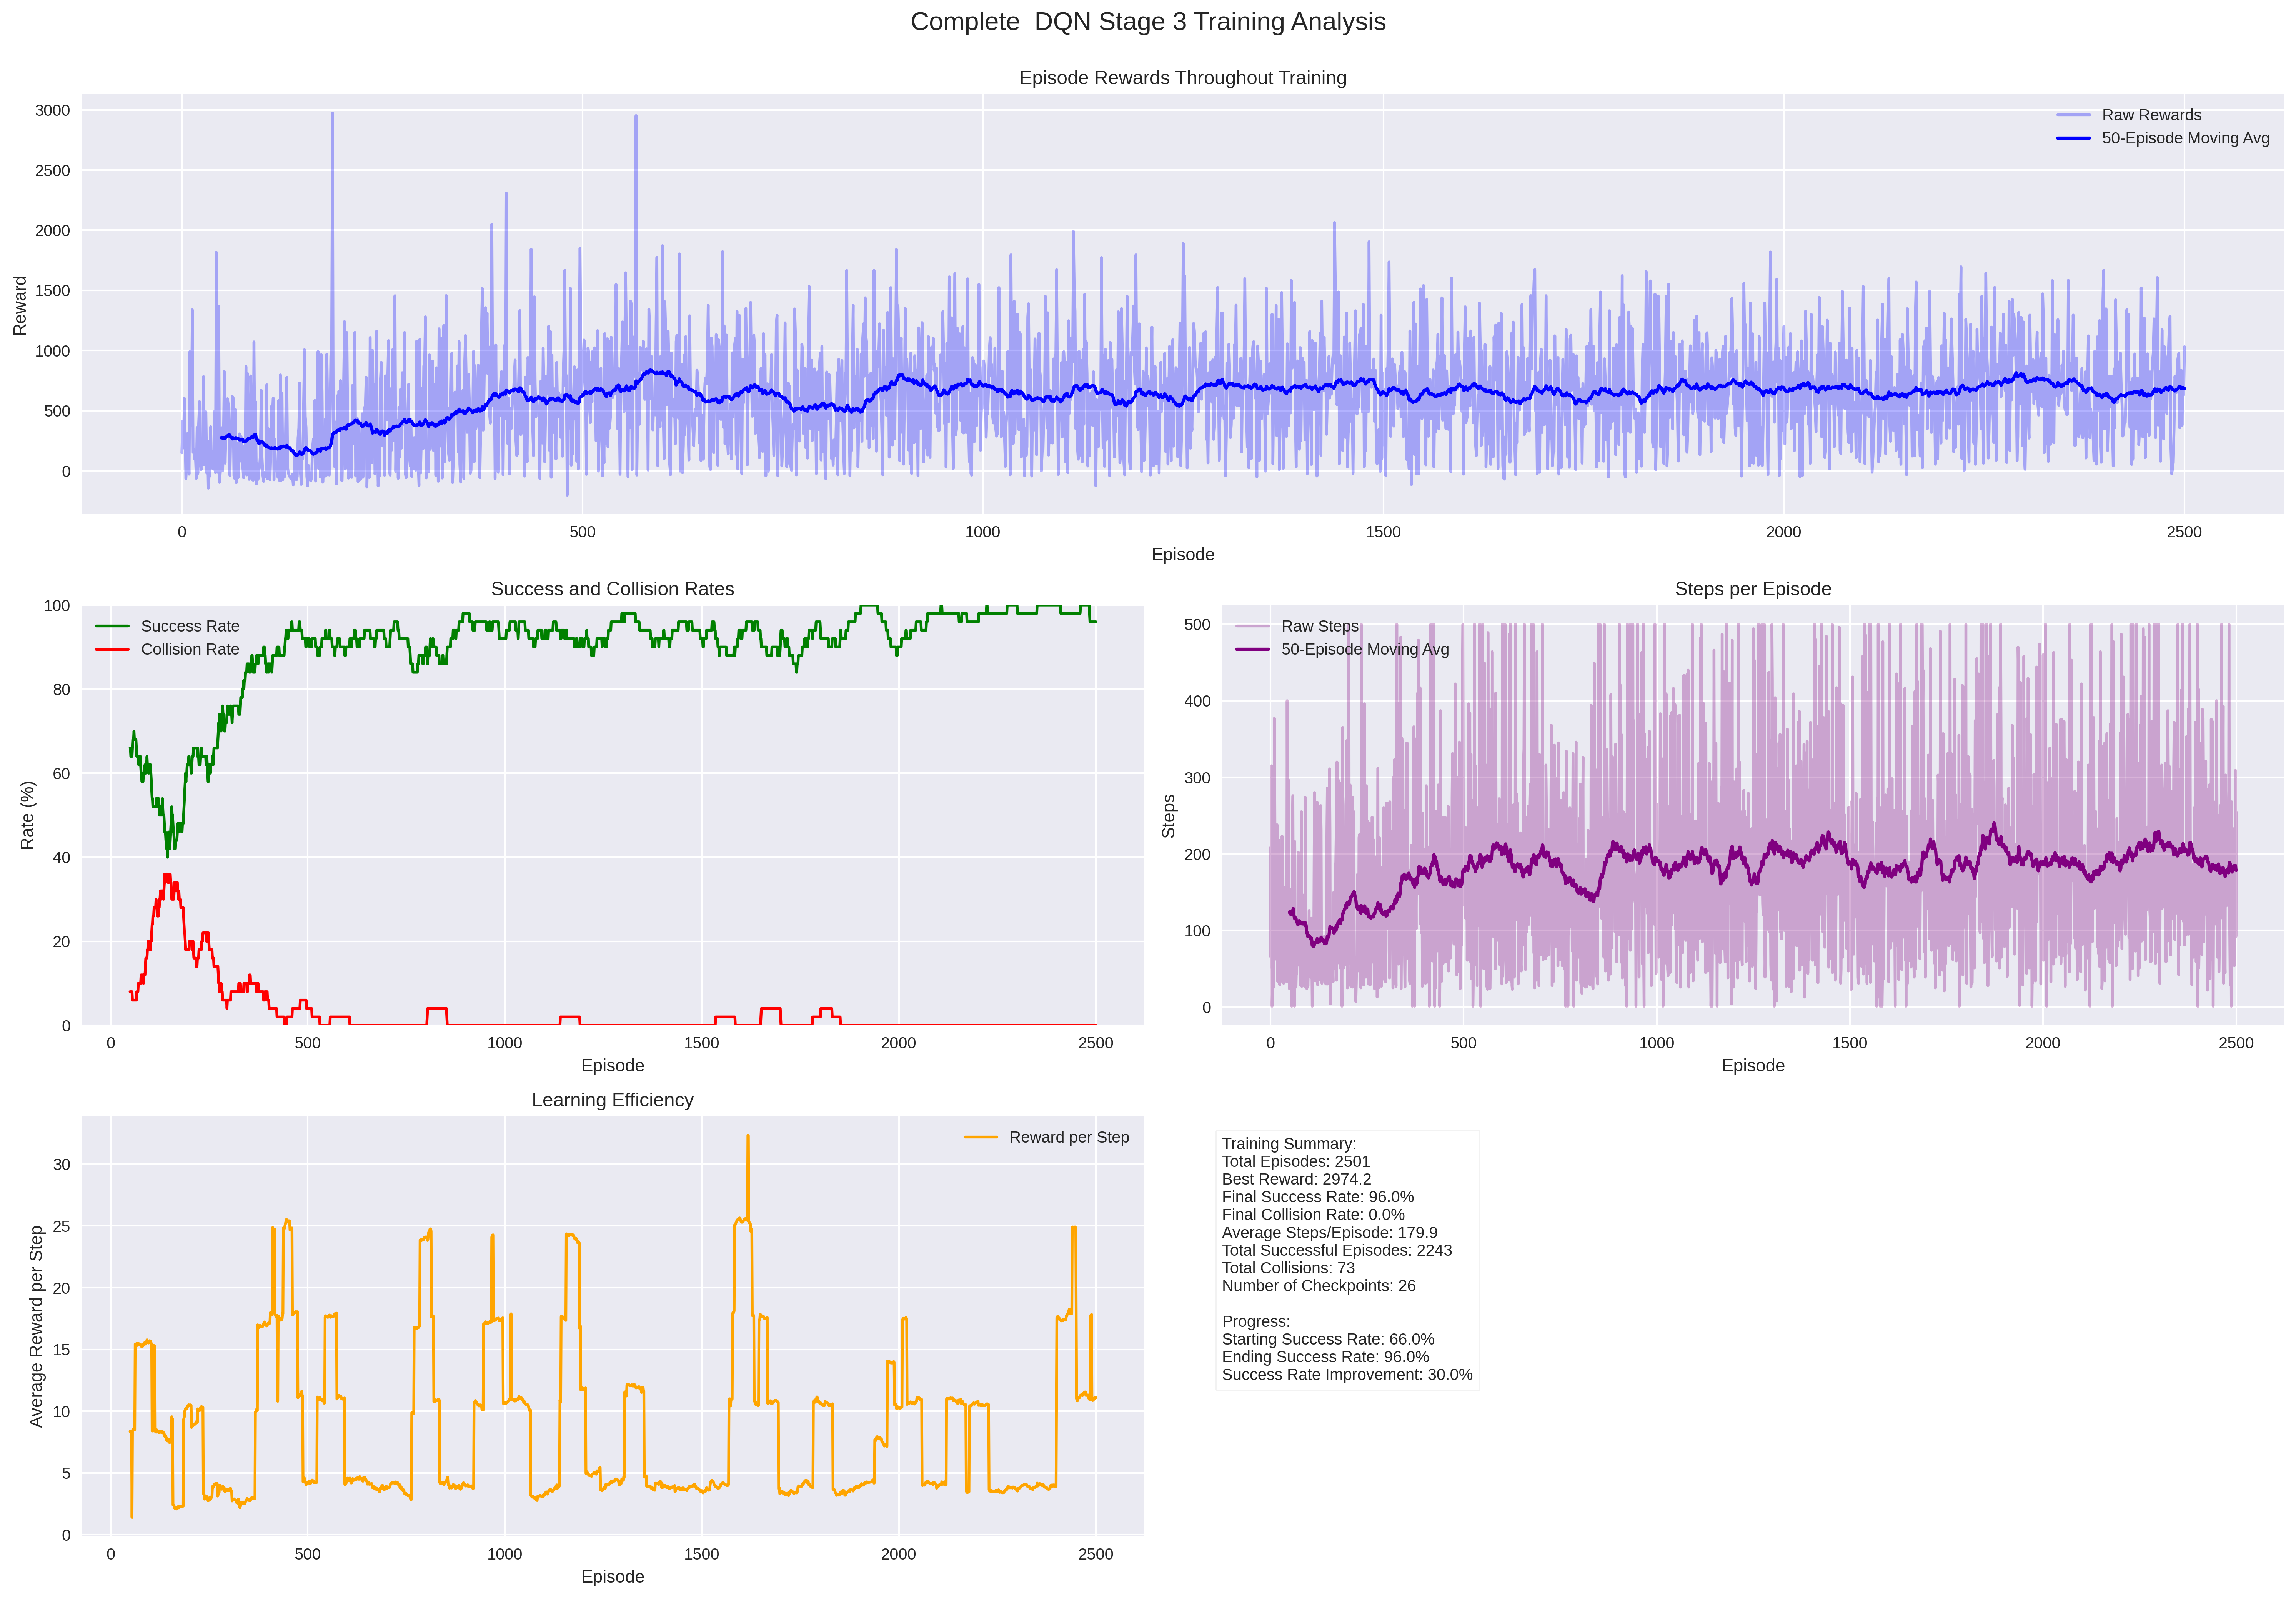 Complete  DQN Stage 3 Training Analysis
Episode Rewards Throughout Training
Reward
3000
2500
2000
1500
1000
500
0
Raw Rewards
50-Episode Moving Avg
0
500
1000
1500
2000
2500
Episode
Success and Collision Rates
Rate (%)
100
80
60
40
20
0
Success Rate
Collision Rate
0
500
1000
1500
2000
2500
Episode
Steps per Episode
Steps
500
400
300
200
100
0
Raw Steps
50-Episode Moving Avg
0
500
1000
1500
2000
2500
Episode
Learning Efficiency
Average Reward per Step
30
25
20
15
10
5
0
Reward per Step
0
500
1000
1500
2000
2500
Episode
Training Summary:
Total Episodes: 2501
Best Reward: 2974.2
Final Success Rate: 96.0%
Final Collision Rate: 0.0%
Average Steps/Episode: 179.9
Total Successful Episodes: 2243
Total Collisions: 73
Number of Checkpoints: 26
Progress:
Starting Success Rate: 66.0%
Ending Success Rate: 96.0%
Success Rate Improvement: 30.0%